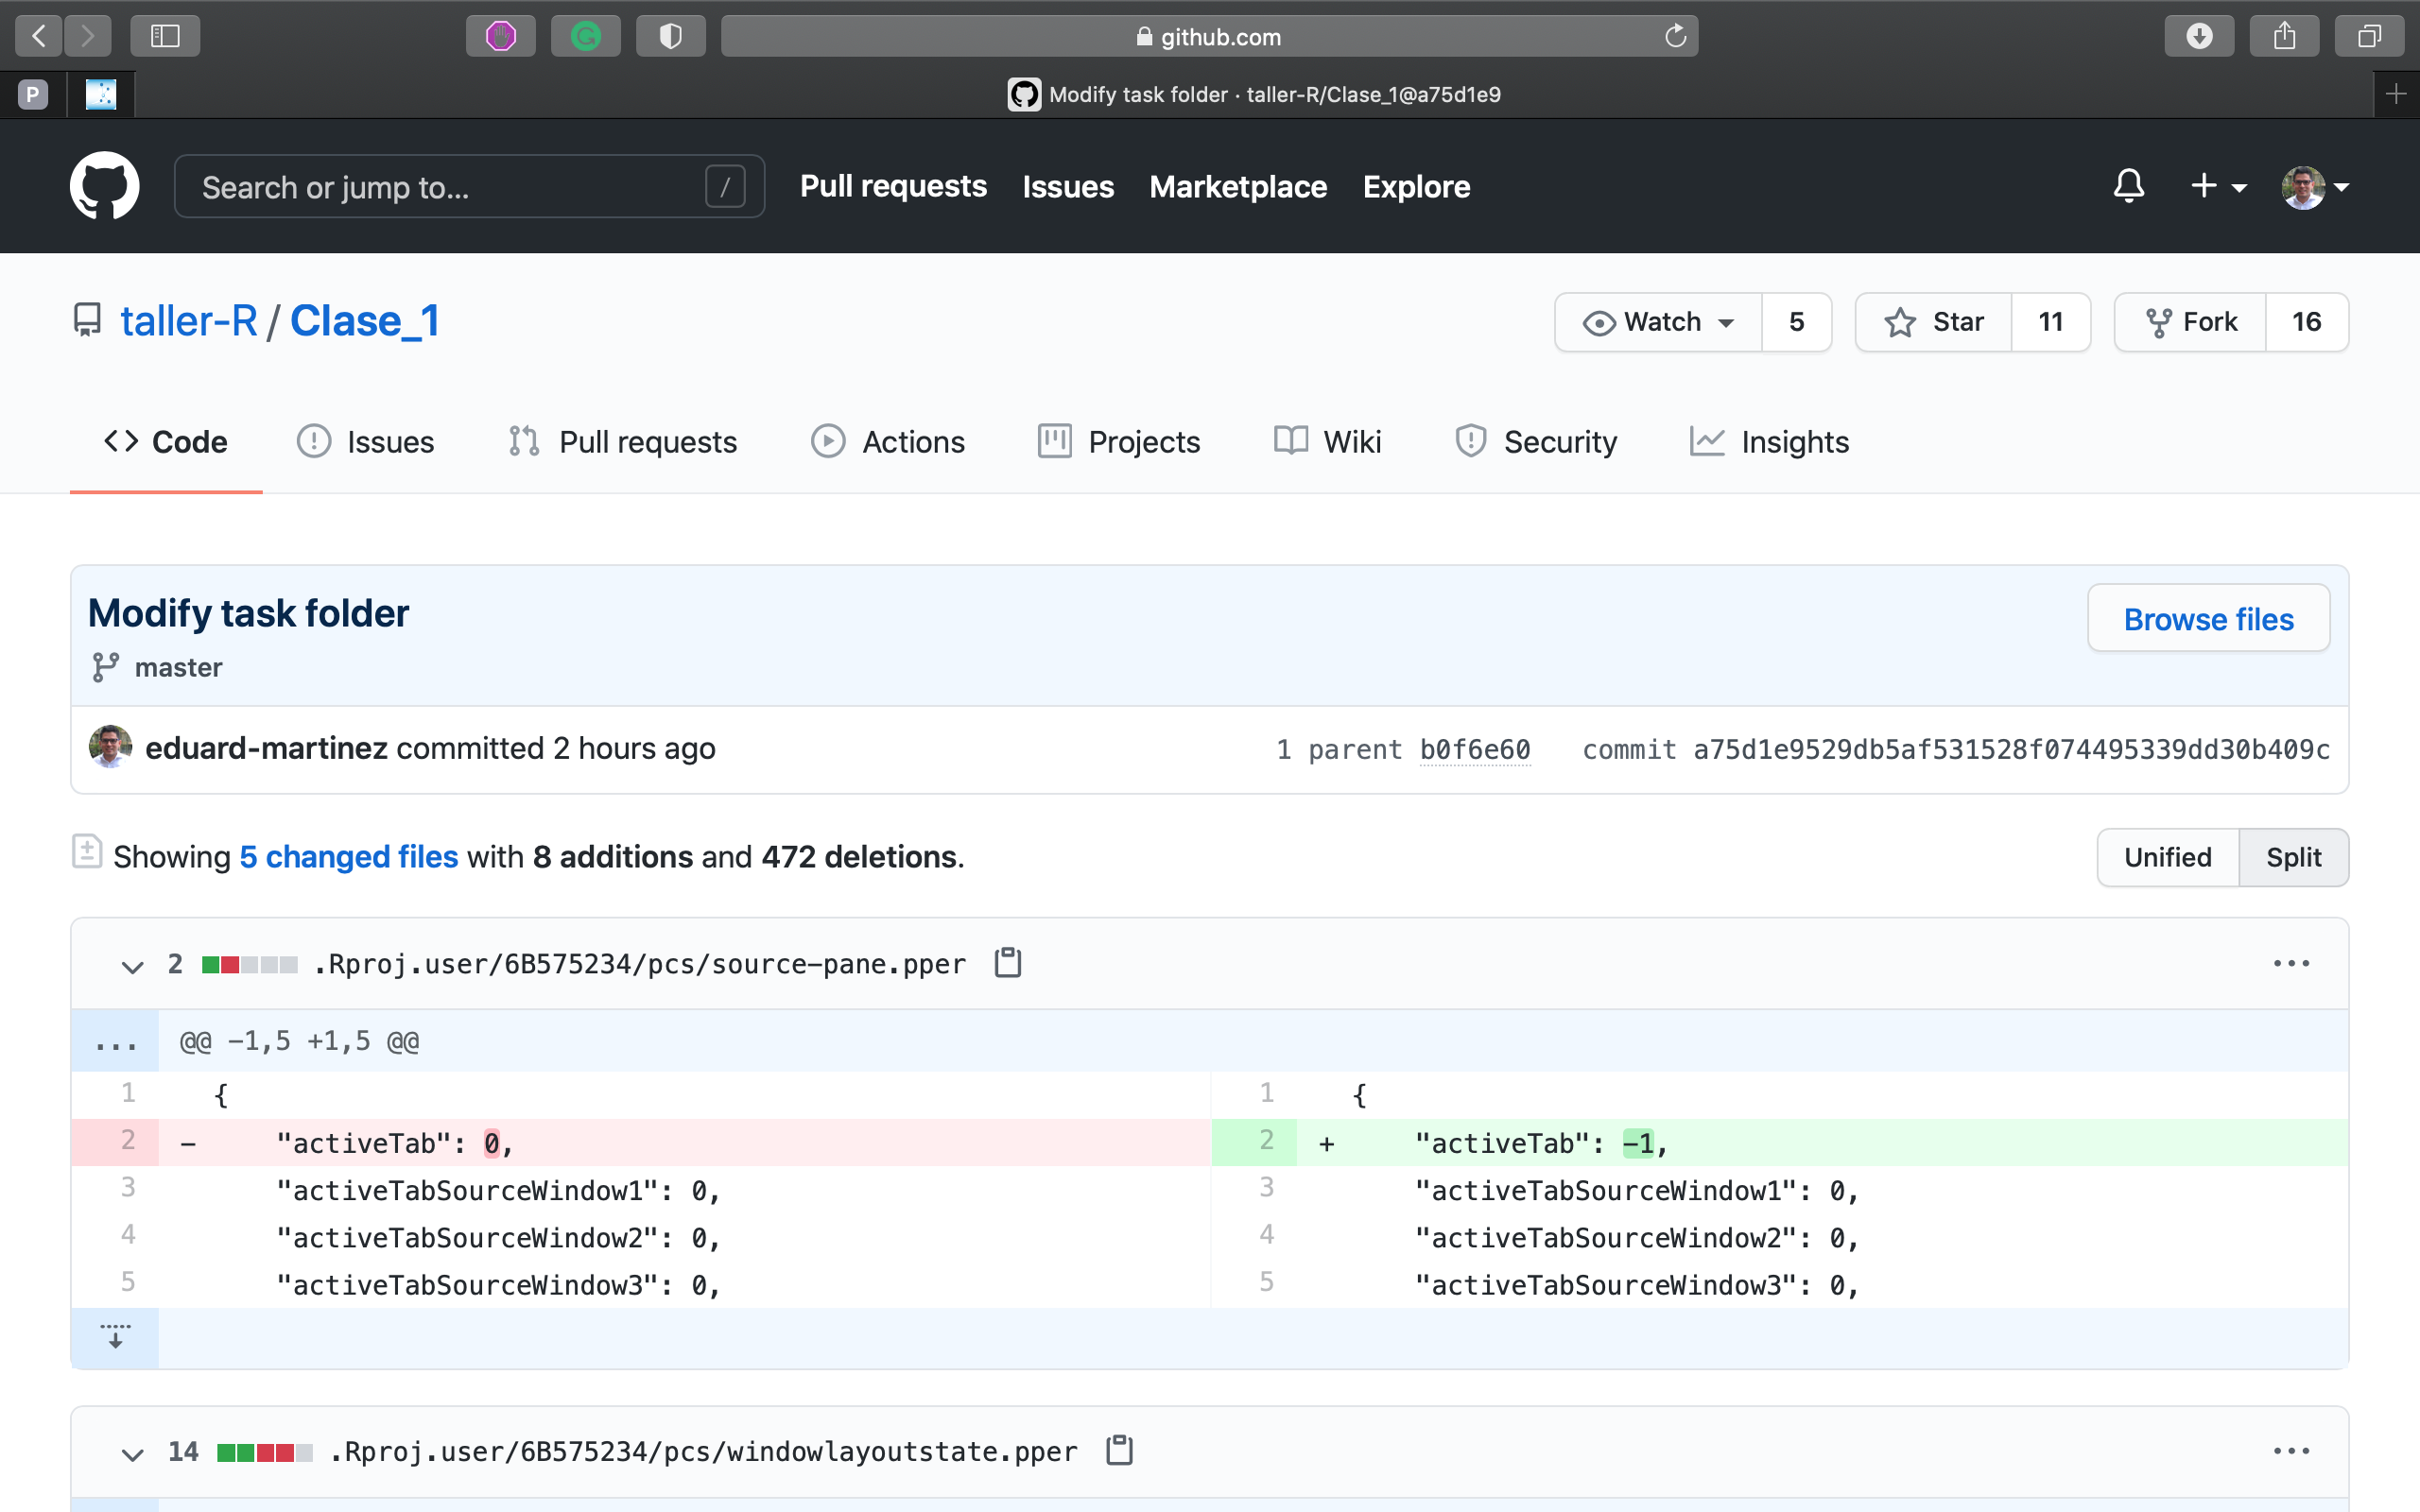 github.com
P
Modify task folder · taller-R/Clase_1@a75d1e9
Search or jump to... /
Pull requests Issues Marketplace Explore
taller-R / Clase_1
Watch 5 Star 11 Fork 16
Code Issues Pull requests Actions Projects Wiki Security Insights
Modify task folder
Browse files
master
eduard-martinez committed 2 hours ago
1 parent b0f6e60 commit a75d1e9529db5af531528f074495339dd30b409c
Showing 5 changed files with 8 additions and 472 deletions.
Unified Split
2 .Rproj.user/6B575234/pcs/source-pane.pper
... @@ -1,5 +1,5 @@
1 { 1 {
2 - "activeTab": 0, 2 + "activeTab": -1,
3 "activeTabSourceWindow1": 0, 3 "activeTabSourceWindow1": 0,
4 "activeTabSourceWindow2": 0, 4 "activeTabSourceWindow2": 0,
5 "activeTabSourceWindow3": 0, 5 "activeTabSourceWindow3": 0,
14 .Rproj.user/6B575234/pcs/windowlayoutstate.pper